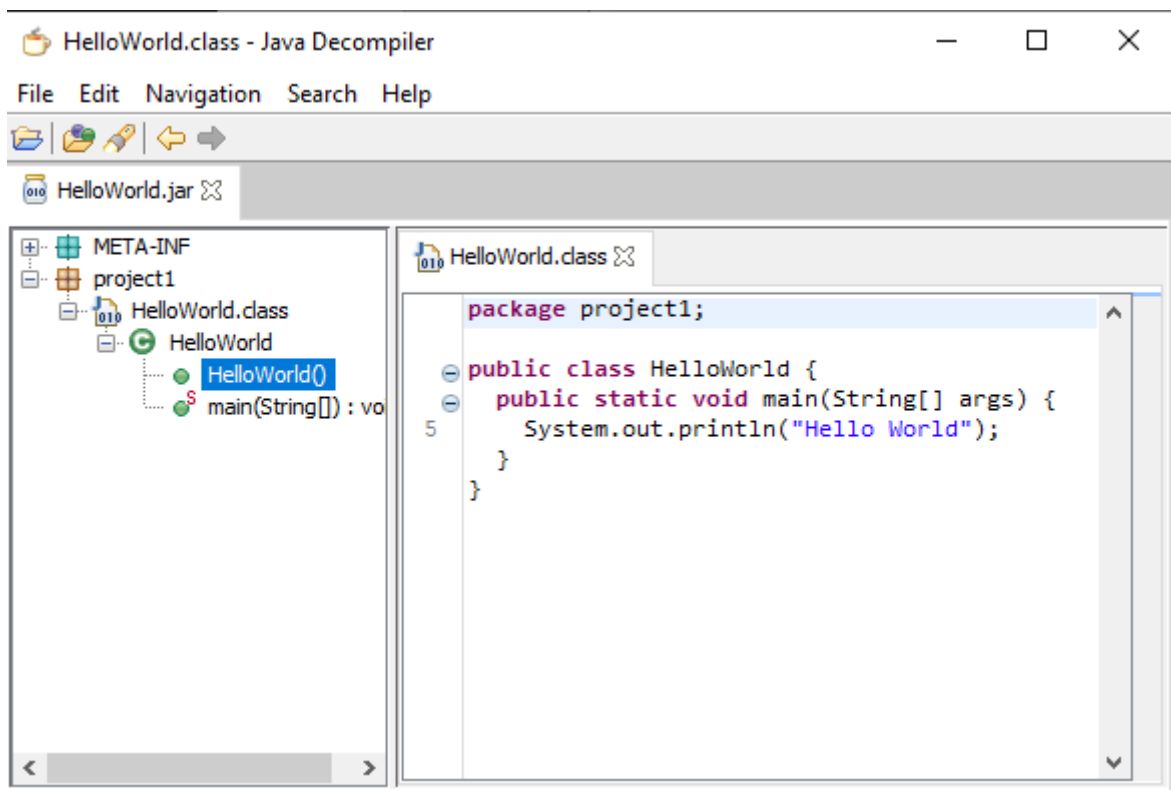 HelloWorld.class - Java Decompiler
File Edit Navigation Search Help
HelloWorld.jar
META-INF
project1
HelloWorld.class
HelloWorld
HelloWorld()
main(String[]) : vo
HelloWorld.class
package project1;
public class HelloWorld {
public static void main(String[] args) {
5 System.out.println("Hello World");
}
}